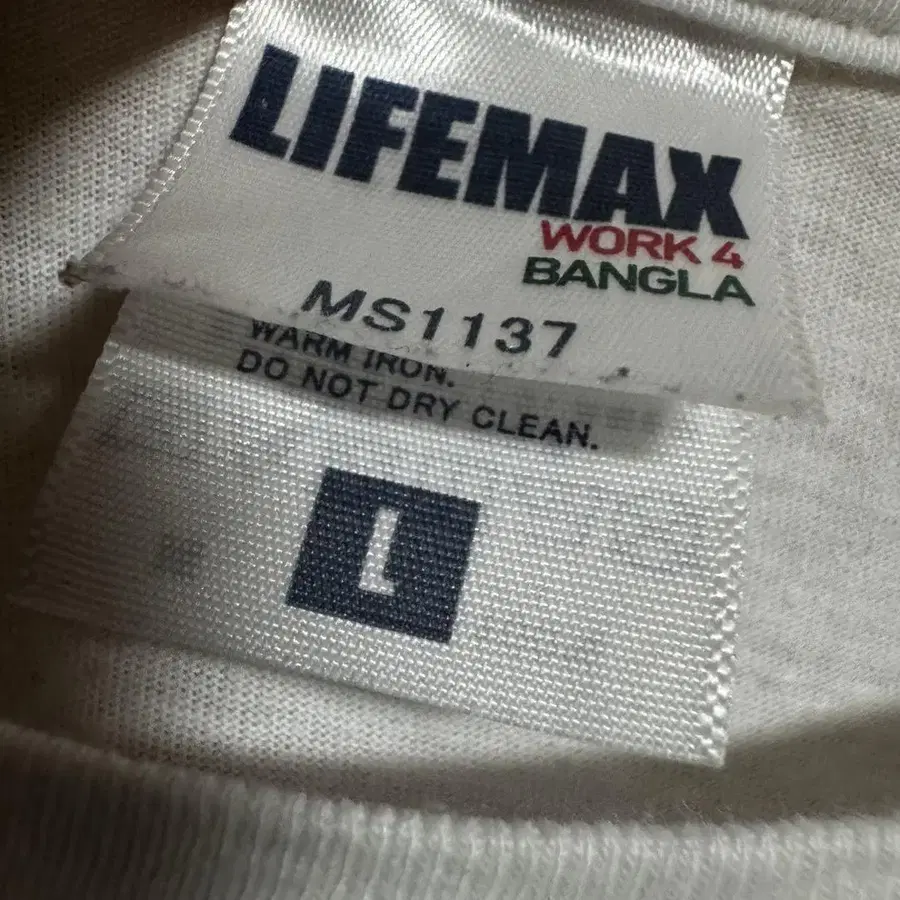 LIFEMAX
WORK 4
BANGLA
MS1137
WARM IRON.
DO NOT DRY CLEAN.
L